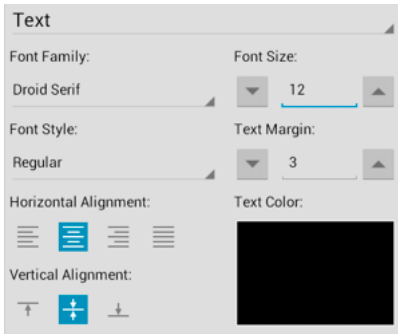 Text
Font Family:
Font Size:
Droid Serif
12
Font Style:
Text Margin:
Regular
3
Horizontal Alignment:
Text Color:
Vertical Alignment: